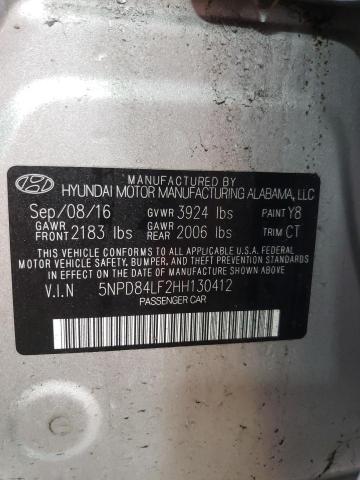 MANUFACTURED BY
HYUNDAI MOTOR MANUFACTURING ALABAMA, LLC
Sep/08/16 GVWR 3924 lbs PAINT Y8
GAWR FRONT 2183 lbs GAWR REAR 2006 lbs TRIM CT
THIS VEHICLE CONFORMS TO ALL APPLICABLE U.S. FEDERAL
MOTOR VEHICLE SAFETY, BUMPER, AND THEFT PREVENTION STANDARDS
IN EFFECT ON THE DATE OF MANUFACTURE SHOWN ABOVE.
V.I.N 5NPD84LF2HH130412
PASSENGER CAR